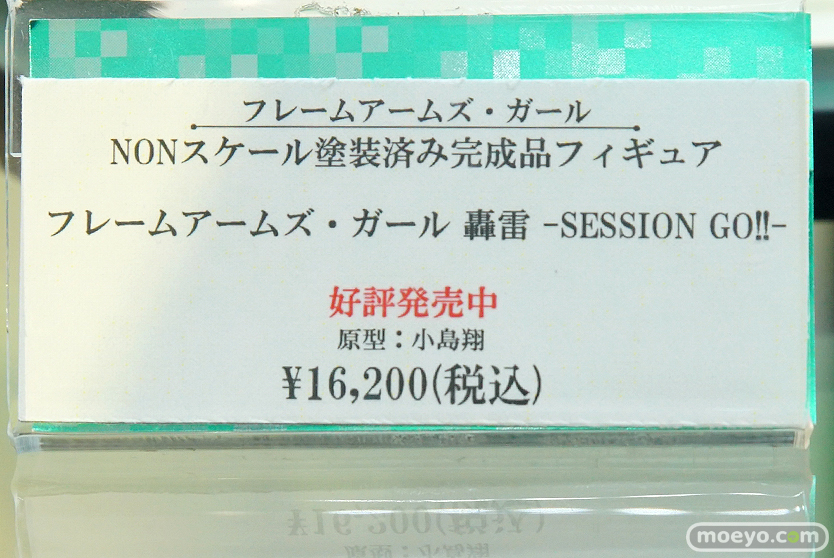 フレームアームズ・ガール
NONスケール塗装済み完成品フィギュア
フレームアームズ・ガール 轟雷 -SESSION GO!!-
好評発売中
原型：小島翔
¥16,200(税込)
moeyo.com